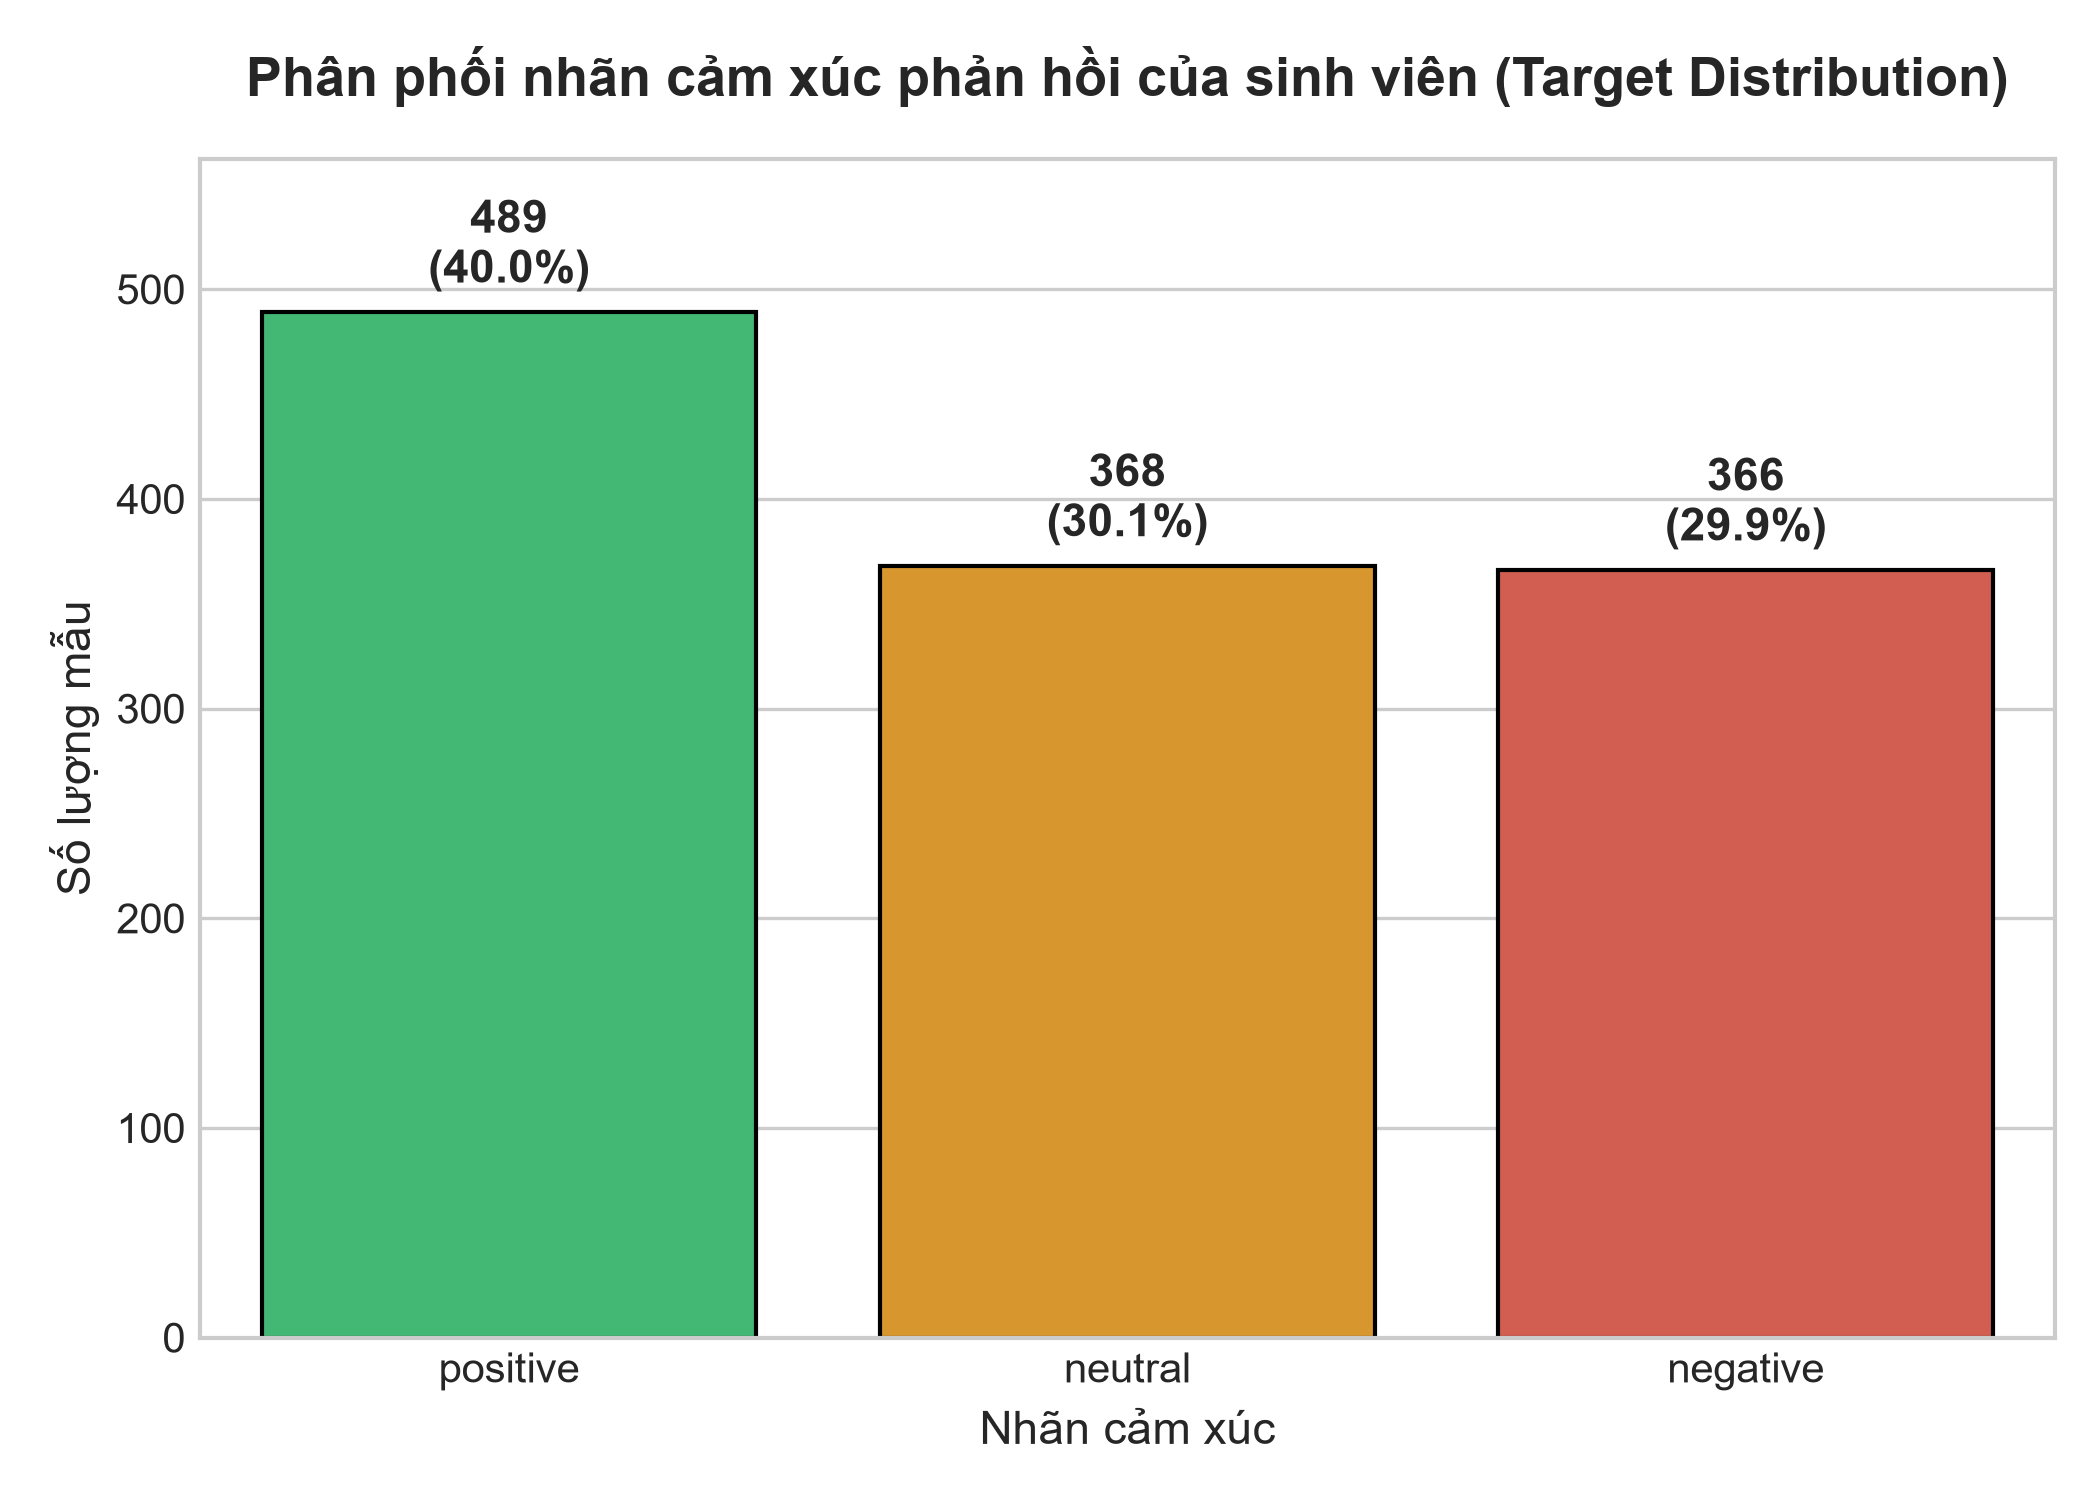 Phân phối nhãn cảm xúc phản hồi của sinh viên (Target Distribution)
489
(40.0%)
368
(30.1%)
366
(29.9%)
500
400
300
200
100
0
Số lượng mẫu
positive
neutral
negative
Nhãn cảm xúc